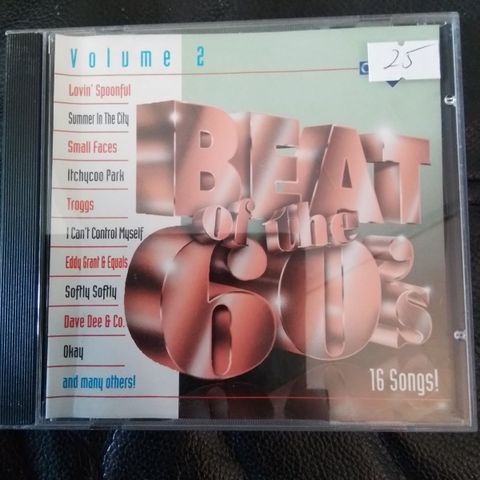 Volume 2
25
Lovin' Spoonful
Summer In The City
Small Faces
Itchycoo Park
Troggs
I Can't Control Myself
Eddy Grant & Equals
Softly Softly
Dave Dee & Co.
Okay
and many others!
BEAT
of the
60's
16 Songs!